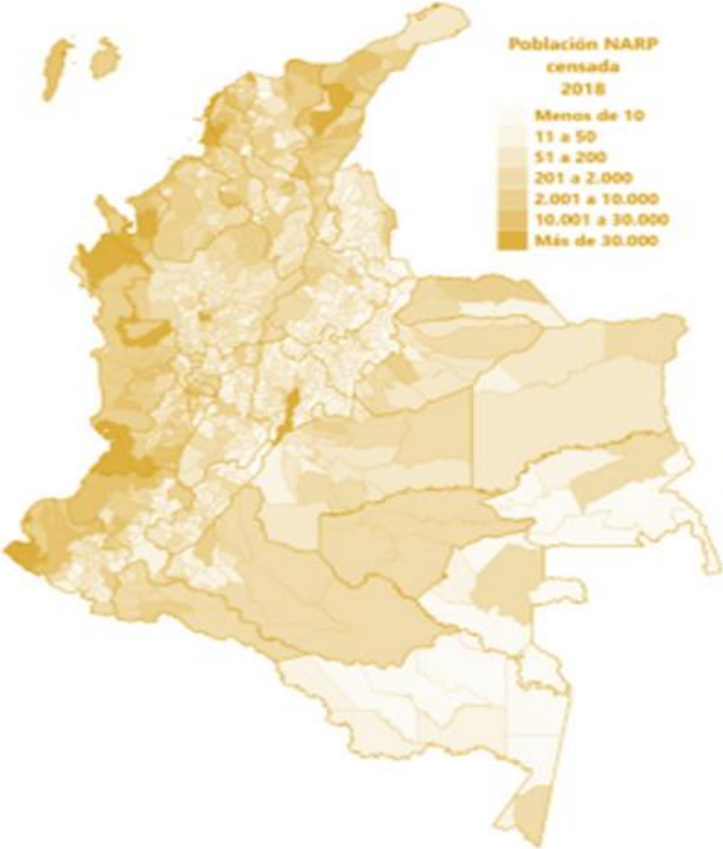 Población NARP
censada
2018
Menos de 10
11 a 50
51 a 200
201 a 2.000
2.001 a 10.000
10.001 a 30.000
Más de 30.000